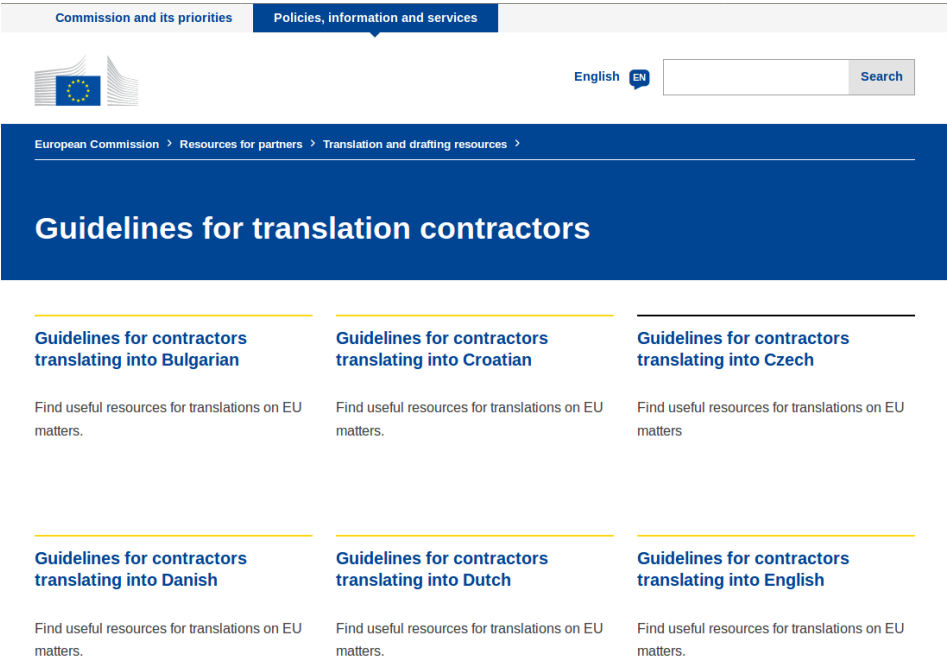 Commission and its priorities Policies, information and services
English EN Search
European Commission > Resources for partners > Translation and drafting resources >
Guidelines for translation contractors
Guidelines for contractors
translating into Bulgarian
Find useful resources for translations on EU
matters.
Guidelines for contractors
translating into Croatian
Find useful resources for translations on EU
matters.
Guidelines for contractors
translating into Czech
Find useful resources for translations on EU
matters
Guidelines for contractors
translating into Danish
Find useful resources for translations on EU
matters.
Guidelines for contractors
translating into Dutch
Find useful resources for translations on EU
matters.
Guidelines for contractors
translating into English
Find useful resources for translations on EU
matters.